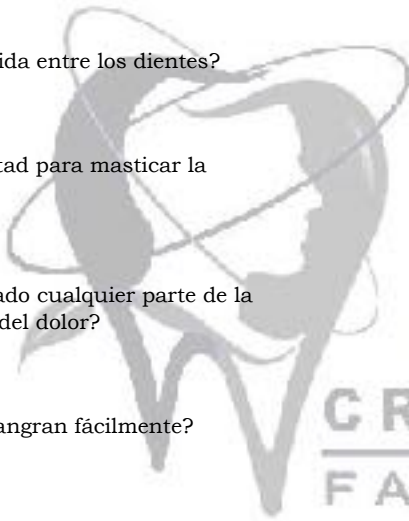 ida entre los dientes?
tad para masticar la
ado cualquier parte de la
del dolor?
angran fácilmente?
C R
F A